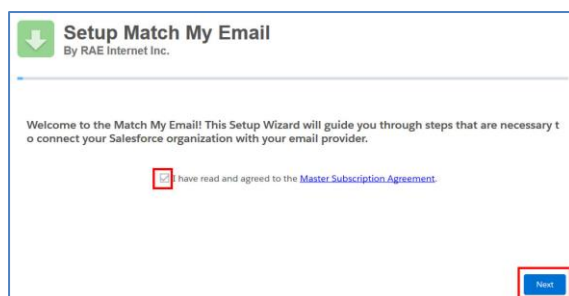 Setup Match My Email
By RAE Internet Inc.
Welcome to the Match My Email! This Setup Wizard will guide you through steps that are necessary t
o connect your Salesforce organization with your email provider.
I have read and agreed to the Master Subscription Agreement.
Next